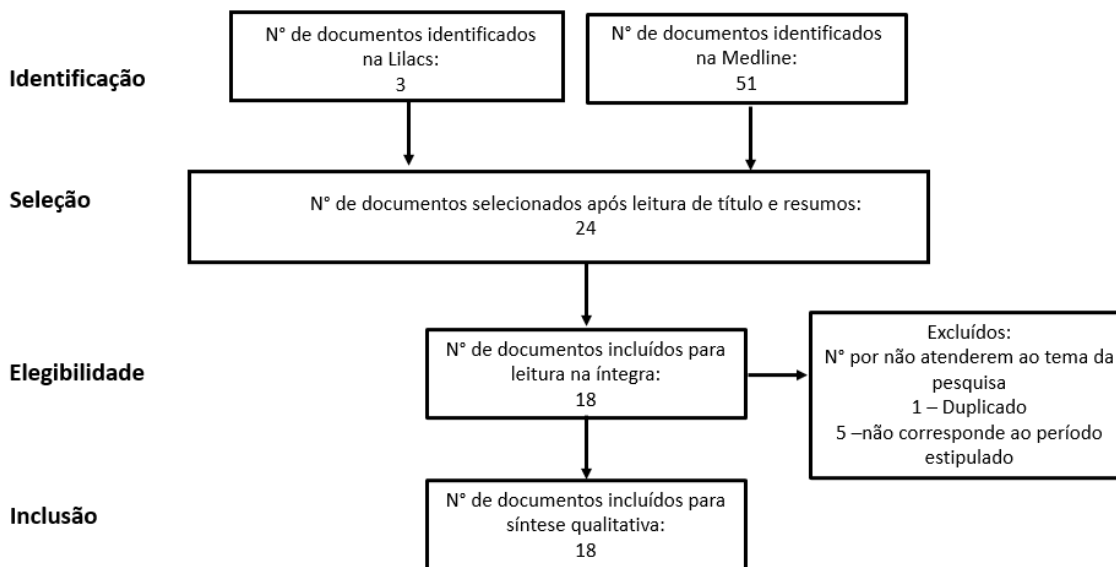 Identificação
N° de documentos identificados
na Lilacs:
3
N° de documentos identificados
na Medline:
51
Seleção
N° de documentos selecionados após leitura de título e resumos:
24
Elegibilidade
N° de documentos incluídos para
leitura na íntegra:
18
Excluídos:
N° por não atenderem ao tema da
pesquisa
1 – Duplicado
5 –não corresponde ao período
estipulado
Inclusão
N° de documentos incluídos para
síntese qualitativa:
18